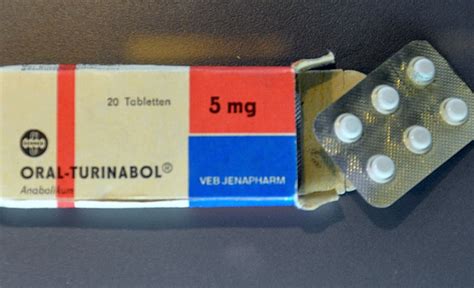 20 Tabletten
5 mg
ORAL-TURINABOL®
Anabolikum
VEB JENAPHARM